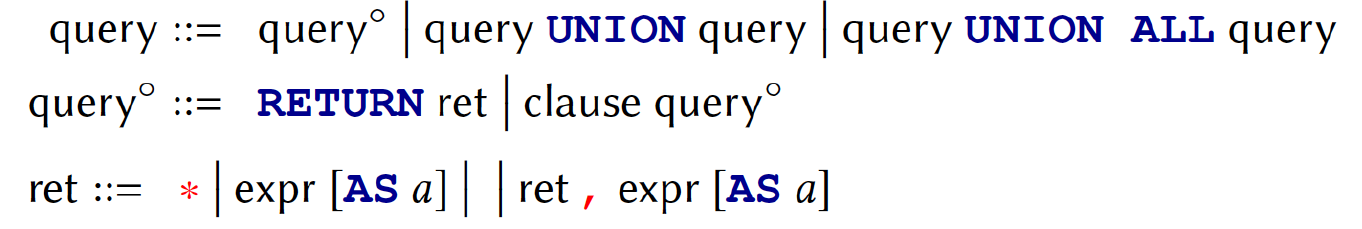 query ::= query° | query UNION query | query UNION ALL query
query° ::= RETURN ret | clause query°
ret ::= * | expr [AS a] | | ret , expr [AS a]